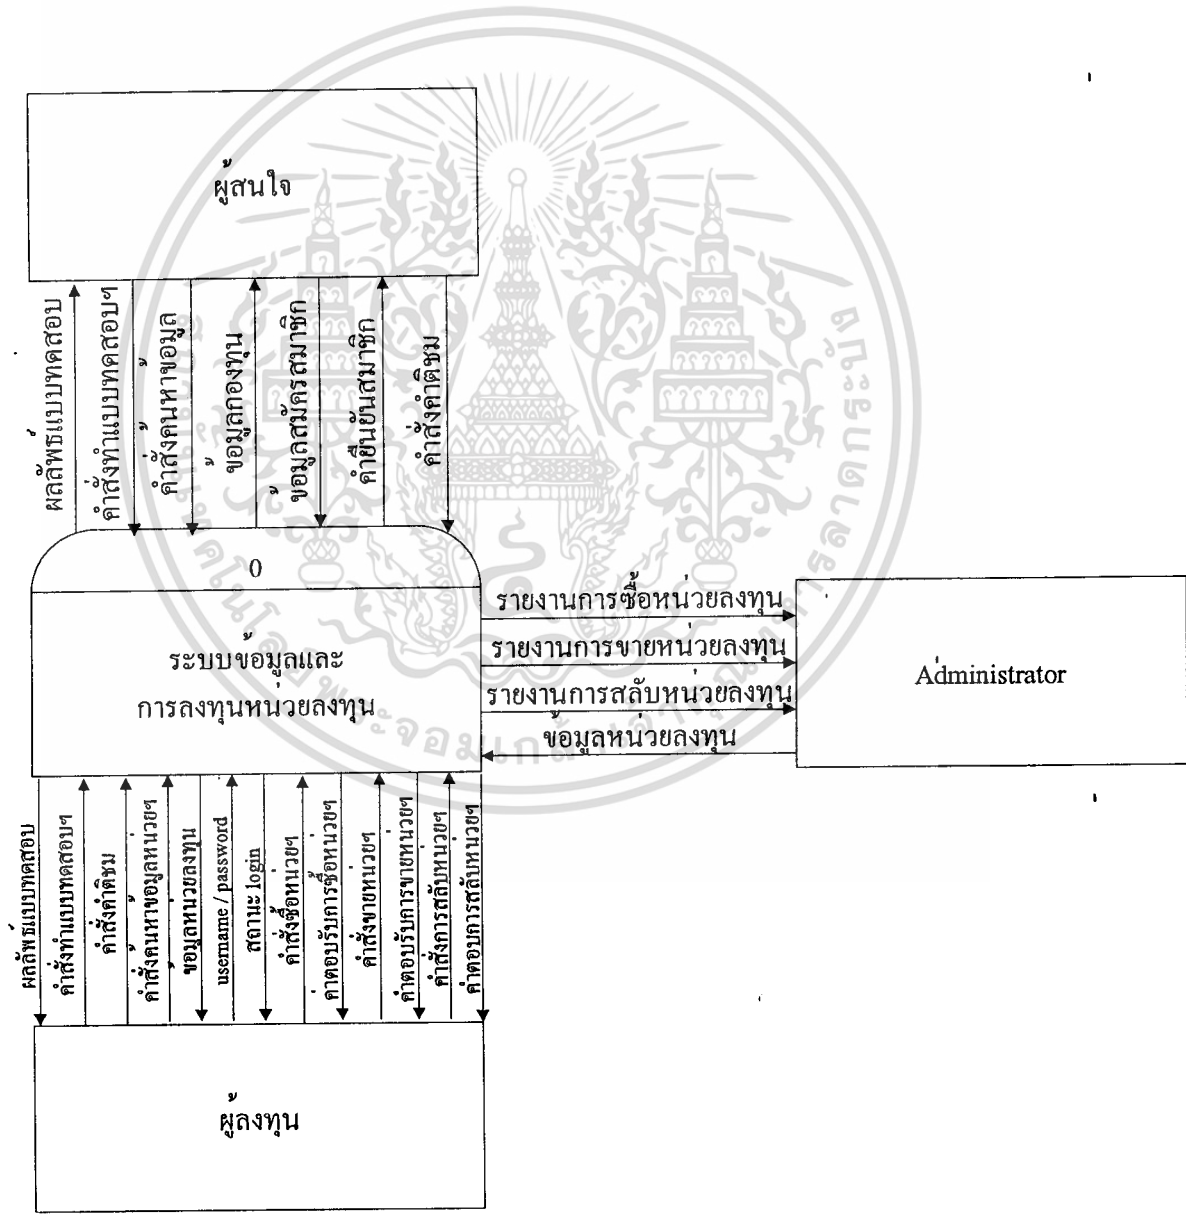 ผู้สนใจ
ผลลัพธ์แบบทดสอบ
คำสั่งทำแบบทดสอบฯ
คำสั่งค้นหาข้อมูล
ข้อมูลกองทุน
ข้อมูลสมัครสมาชิก
คำยืนยันสมาชิก
คำสั่งคำติชม
0
ระบบข้อมูลและ
การลงทุนหน่วยลงทุน
รายงานการซื้อหน่วยลงทุน
รายงานการขายหน่วยลงทุน
รายงานการสลับหน่วยลงทุน
ข้อมูลหน่วยลงทุน
Administrator
ผลลัพธ์แบบทดสอบ
คำสั่งทำแบบทดสอบฯ
คำสั่งคำติชม
คำสั่งค้นหาข้อมูลหน่วยฯ
ข้อมูลหน่วยลงทุน
username / password
สถานะ login
คำสั่งซื้อหน่วยฯ
คำตอบรับการซื้อหน่วยฯ
คำสั่งขายหน่วยฯ
คำตอบรับการขายหน่วยฯ
คำสั่งการสลับหน่วยฯ
คำตอบการสลับหน่วยฯ
ผู้ลงทุน